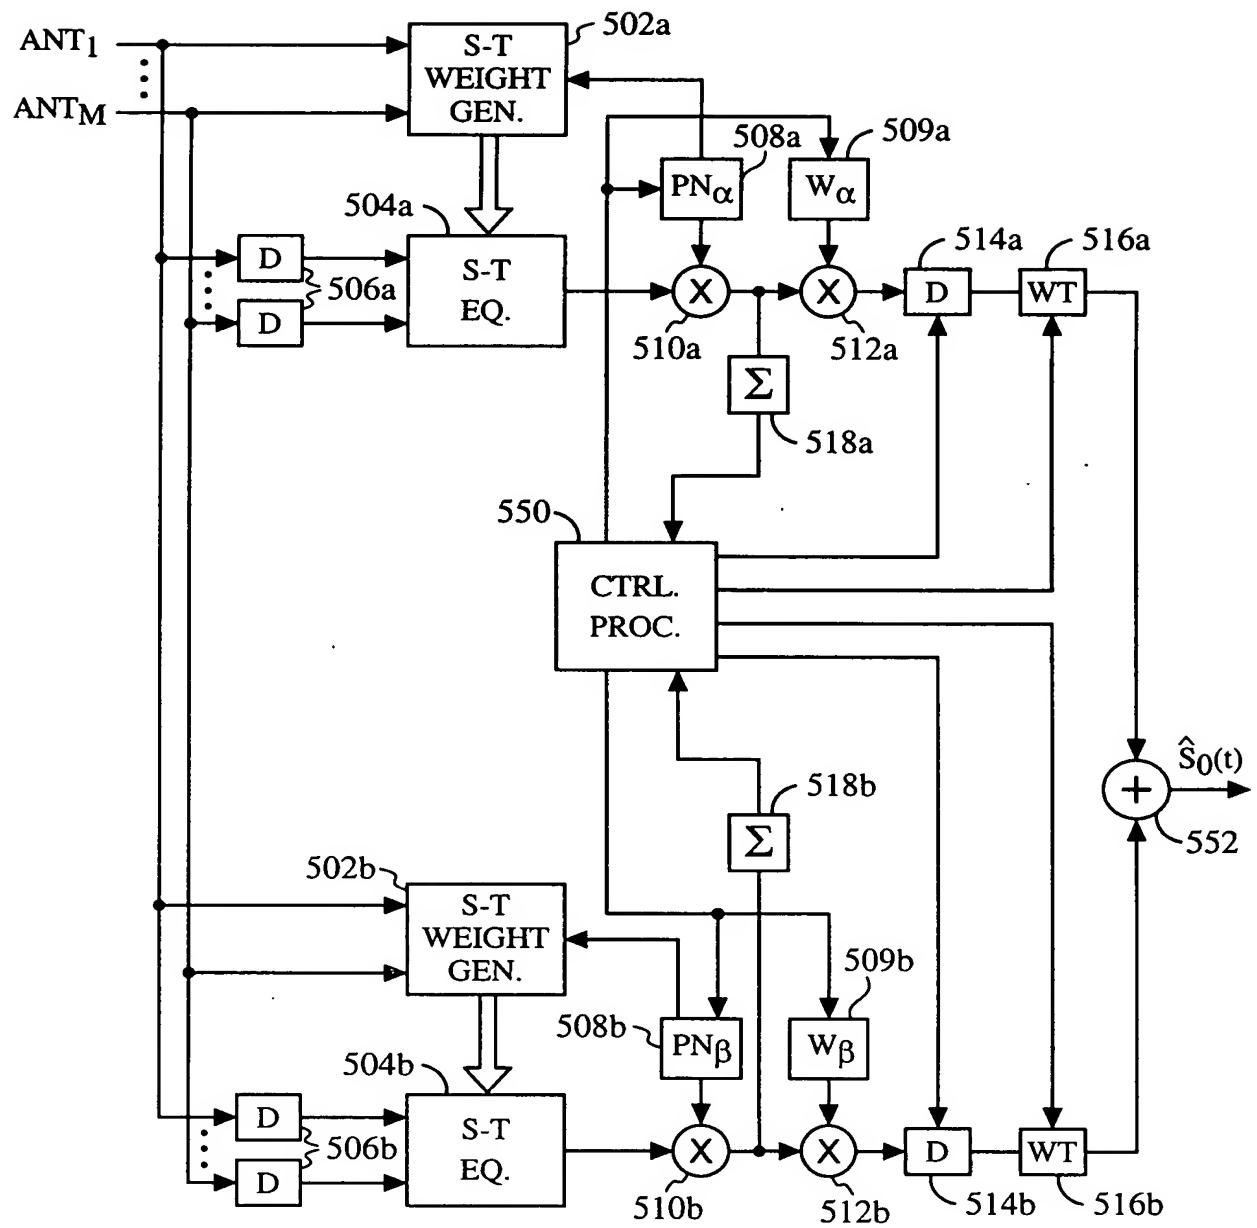 502a
ANT1
S-T
WEIGHT
GEN.
ANTM
508a
509a
PNα
Wα
504a
514a
516a
D
506a
D
S-T
EQ.
X
X
D
WT
510a
512a
Σ
518a
550
CTRL.
PROC.
ŝ0(t)
+
552
518b
Σ
502b
S-T
WEIGHT
GEN.
509b
508b
PNβ
Wβ
504b
D
506b
D
S-T
EQ.
X
X
D
WT
510b
512b
514b
516b